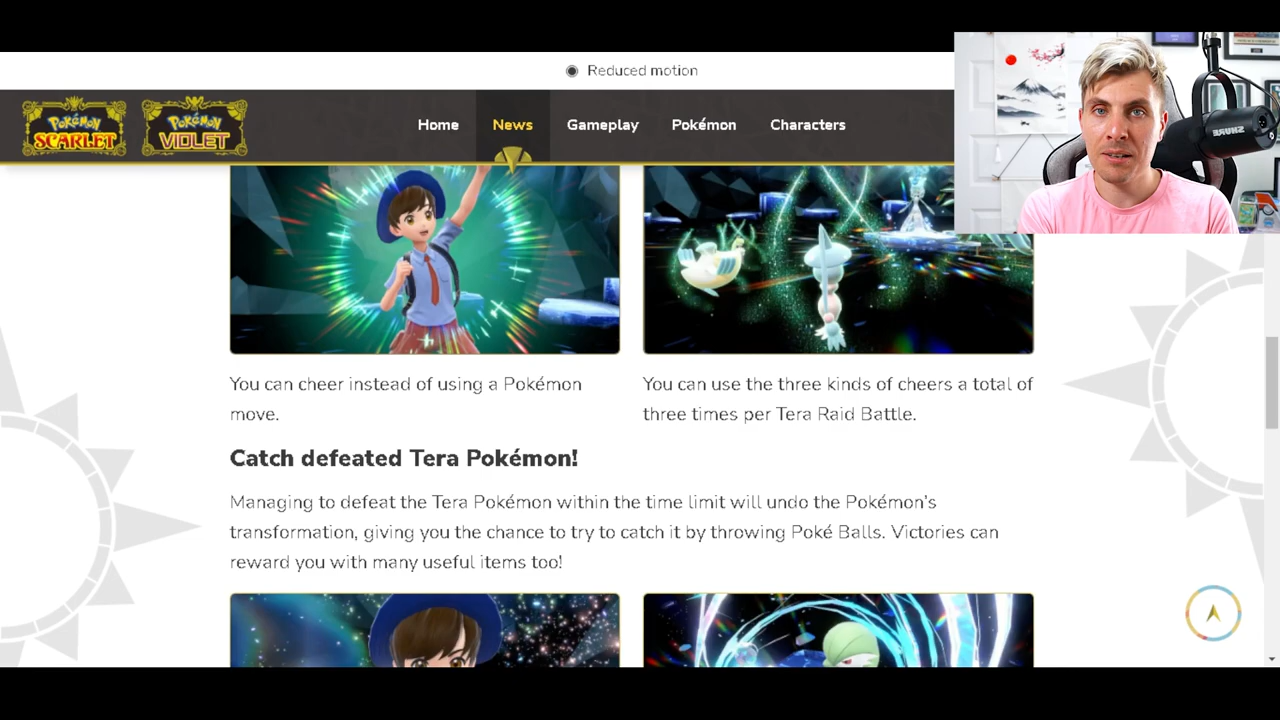 Reduced motion
POKÉMON
SCARLET
POKÉMON
VIOLET
Home
News
Gameplay
Pokémon
Characters
SHURE
You can cheer instead of using a Pokémon
move.
You can use the three kinds of cheers a total of
three times per Tera Raid Battle.
Catch defeated Tera Pokémon!
Managing to defeat the Tera Pokémon within the time limit will undo the Pokémon's
transformation, giving you the chance to try to catch it by throwing Poké Balls. Victories can
reward you with many useful items too!